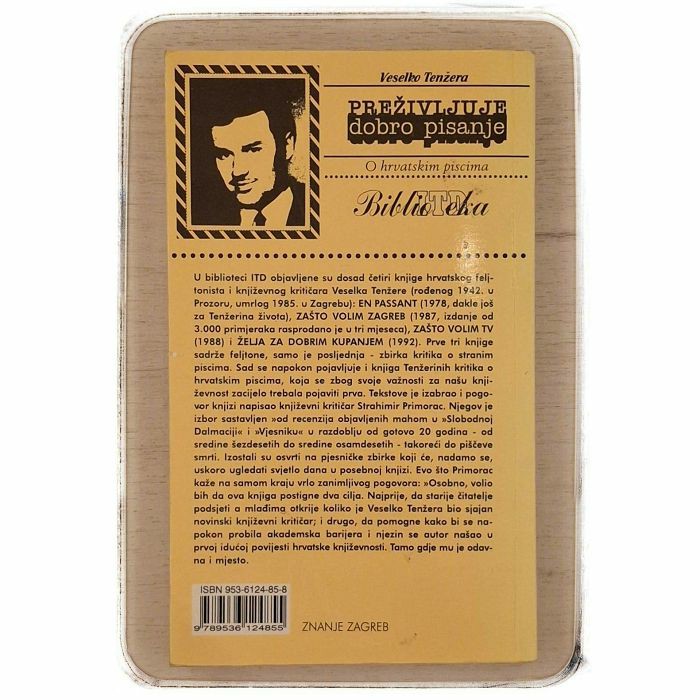 Veselko Tenžera
PREŽIVLJUJE
dobro pisanje
O hrvatskim piscima
Biblioteka
ITD
U biblioteci ITD objavljene su dosad četiri knjige hrvatskog felj-
tonista i književnog kritičara Veselka Tenžere (rođenog 1942. u
Prozoru, umrlog 1985. u Zagrebu): EN PASSANT (1978, dakle još
za Tenžerina života), ZAŠTO VOLIM ZAGREB (1987, izdanje od
3.000 primjeraka rasprodano je u tri mjeseca), ZAŠTO VOLIM TV
(1988) i ŽELJA ZA DOBRIM KUPANJEM (1992). Prve tri knjige
sadrže feljtone, samo je posljednja - zbirka kritika o stranim
piscima. Sad se napokon pojavljuje i knjiga Tenžerinih kritika o
hrvatskim piscima, koja se zbog svoje važnosti za našu knji-
ževnost zacijelo trebala pojaviti prva. Tekstove je izabrao i pogo-
vor knjizi napisao književni kritičar Strahimir Primorac. Njegov je
izbor sastavljen »od recenzija objavljenih mahom u »Slobodnoj
Dalmaciji« i »Vjesniku« u razdoblju od gotovo 20 godina - od
sredine šezdesetih do sredine osamdesetih - takoreći do piščeve
smrti. Izostali su osvrti na pjesničke zbirke koji će, nadamo se,
uskoro ugledati svjetlo dana u posebnoj knjizi. Evo što Primorac
kaže na samom kraju vrlo zanimljivog pogovora: »Osobno, volio
bih da ova knjiga postigne dva cilja. Najprije, da starije čitatelje
podsjeti a mlađima otkrije koliko je Veselko Tenžera bio sjajan
novinski književni kritičar; i drugo, da pomogne kako bi se na-
pokon probila akademska barijera i njezin se autor našao u
prvoj idućoj povijesti hrvatske književnosti. Tamo gdje mu je odav-
na i mjesto.
ISBN 953-6124-85-8
9 789536 124855
ZNANJE ZAGREB